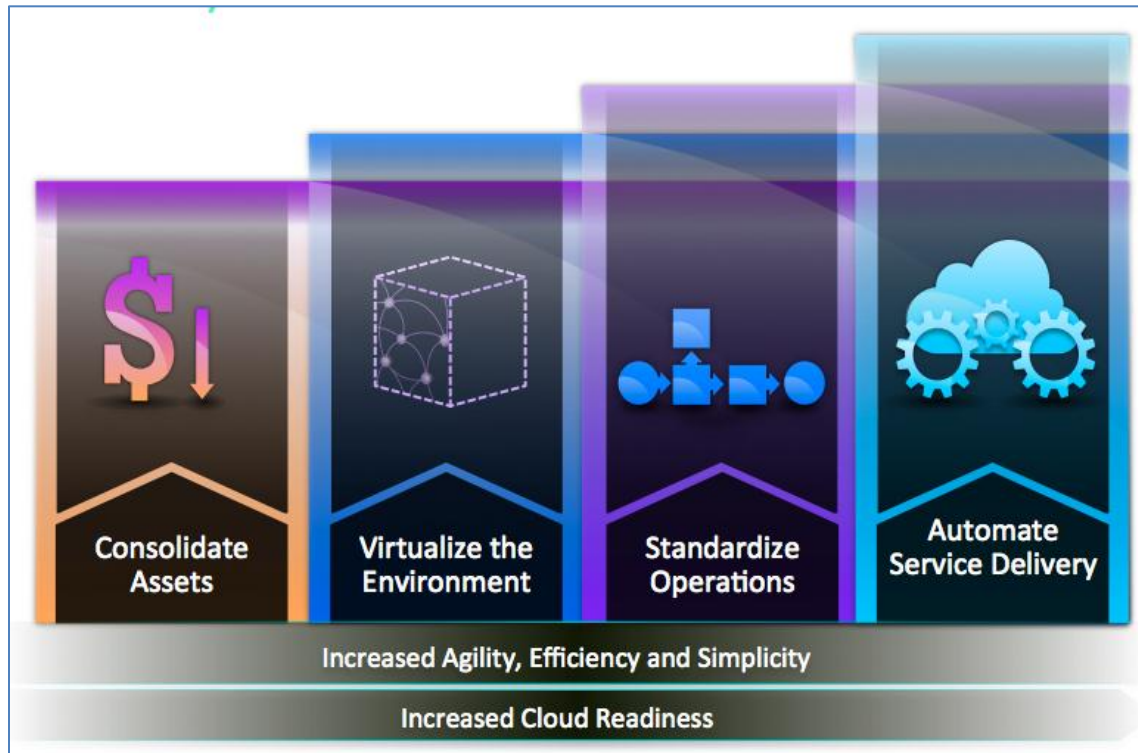 Consolidate
Assets
Virtualize the
Environment
Standardize
Operations
Automate
Service Delivery
Increased Agility, Efficiency and Simplicity
Increased Cloud Readiness